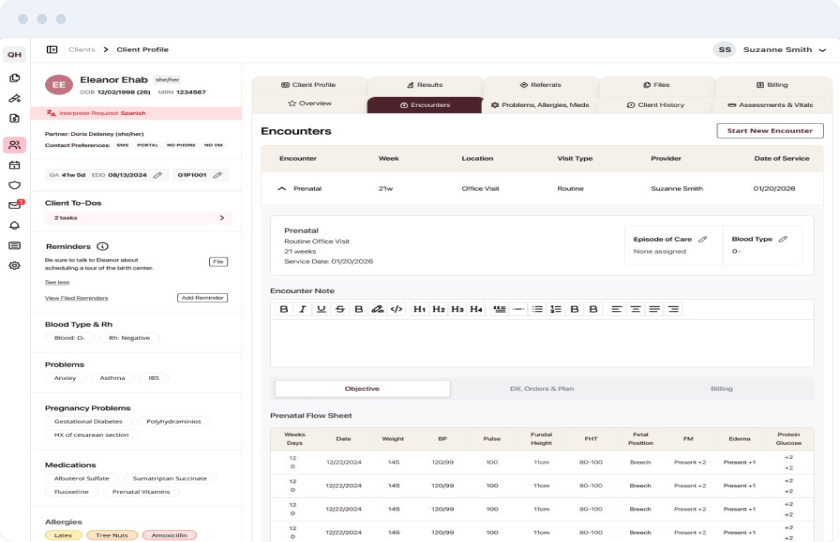 QH
Clients > Client Profile
SS Suzanne Smith
EE
Eleanor Ehab she/her
DOB 12/02/1998 (26) MRN 1234567
Interpreter Required Spanish
Partner: Doris Delaney (she/her)
Contact Preferences: SMS PORTAL NO PHONE NO VM
GA 41w 5d EDD 08/13/2024 G1P1001
Client To-Dos
2 tasks
Reminders
Be sure to talk to Eleanor about
scheduling a tour of the birth center.
File
See less
View Filed Reminders
Add Reminder
Blood Type & Rh
Blood: O- Rh: Negative
Problems
Anxiey Asthma IBS
Pregnancy Problems
Gestational Diabetes Polyhydraminios
HX of cesarean section
Medications
Albuterol Sulfate Sumatriptan Succinate
Fluoxetine Prenatal Vitamins
Allergies
Latex Tree Nuts Amoxicillin
Client Profile Results Referrals Files Billing
Overview Encounters Problems, Allergies, Meds Client History Assessments & Vitals
Encounters
Start New Encounter
Encounter Week Location Visit Type Provider Date of Service
Prenatal 21w Office Visit Routine Suzanne Smith 01/20/2026
Prenatal
Routine Office Visit
21 weeks
Service Date: 01/20/2026
Episode of Care
None assigned
Blood Type
0-
Encounter Note
B I U S B </> H1 H2 H3 H4 B B
Objective DX, Orders & Plan Billing
Prenatal Flow Sheet
Weeks Days Date Weight BP Pulse Fundal Height FHT Fetal Position FM Edema Protein Glucose
12 0 12/22/2024 145 120/99 100 11cm 80-100 Breech Present +2 Present +1 +2 +2
12 0 12/22/2024 145 120/99 100 11cm 80-100 Breech Present +2 Present +1 +2 +2
12 0 12/22/2024 145 120/99 100 11cm 80-100 Breech Present +2 Present +1 +2 +2
12 0 12/22/2024 145 120/99 100 11cm 80-100 Breech Present +2 Present +1 +2 +2